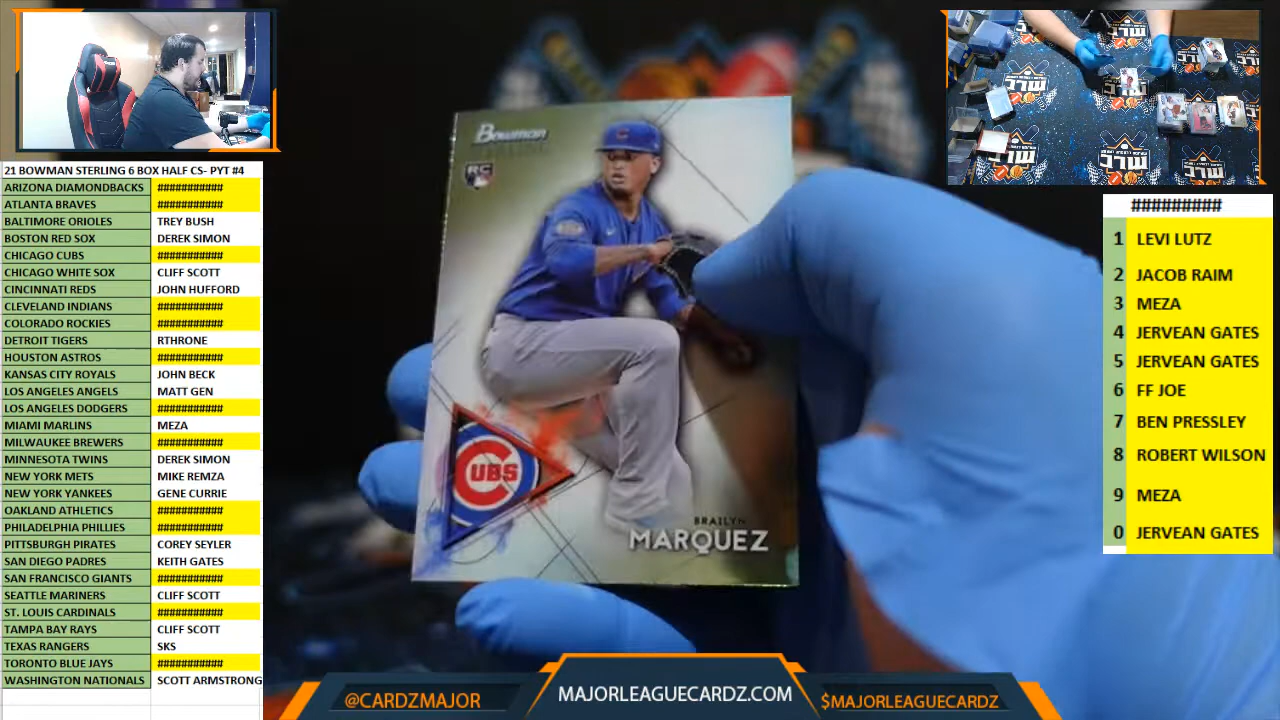 21 BOWMAN STERLING 6 BOX HALF CS- PYT #4
ARIZONA DIAMONDBACKS ###########
ATLANTA BRAVES ###########
BALTIMORE ORIOLES TREY BUSH
BOSTON RED SOX DEREK SIMON
CHICAGO CUBS ###########
CHICAGO WHITE SOX CLIFF SCOTT
CINCINNATI REDS JOHN HUFFORD
CLEVELAND INDIANS ###########
COLORADO ROCKIES ###########
DETROIT TIGERS RTHRONE
HOUSTON ASTROS ###########
KANSAS CITY ROYALS JOHN BECK
LOS ANGELES ANGELS MATT GEN
LOS ANGELES DODGERS ###########
MIAMI MARLINS MEZA
MILWAUKEE BREWERS ###########
MINNESOTA TWINS DEREK SIMON
NEW YORK METS MIKE REMZA
NEW YORK YANKEES GENE CURRIE
OAKLAND ATHLETICS ###########
PHILADELPHIA PHILLIES ###########
PITTSBURGH PIRATES COREY SEYLER
SAN DIEGO PADRES KEITH GATES
SAN FRANCISCO GIANTS ###########
SEATTLE MARINERS CLIFF SCOTT
ST. LOUIS CARDINALS ###########
TAMPA BAY RAYS CLIFF SCOTT
TEXAS RANGERS SKS
TORONTO BLUE JAYS ###########
WASHINGTON NATIONALS SCOTT ARMSTRONG
Bowman
RC
CUBS
BRAILYN
MARQUEZ
#########
1 LEVI LUTZ
2 JACOB RAIM
3 MEZA
4 JERVEAN GATES
5 JERVEAN GATES
6 FF JOE
7 BEN PRESSLEY
8 ROBERT WILSON
9 MEZA
0 JERVEAN GATES
@CARDZMAJOR
MAJORLEAGUECARDZ.COM
$MAJORLEAGUECARDZ